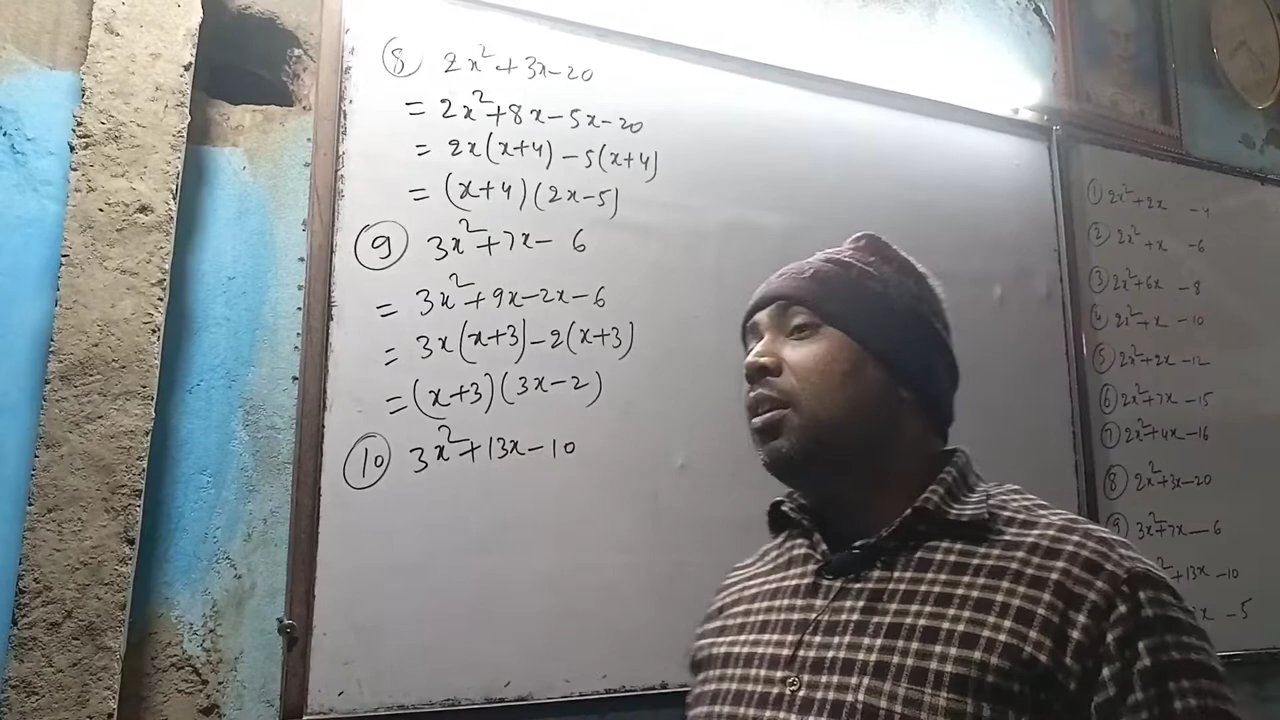 ⑧ 2x² + 3x - 20
= 2x² + 8x - 5x - 20
= 2x(x+4) - 5(x+4)
= (x+4)(2x-5)
⑨ 3x² + 7x - 6
= 3x² + 9x - 2x - 6
= 3x(x+3) - 2(x+3)
= (x+3)(3x-2)
⑩ 3x² + 13x - 10
① 2x² + 2x - 4
② 2x² + x - 6
③ 2x² + 6x - 8
④ 2x² + x - 10
⑤ 2x² + 2x - 12
⑥ 2x² + 7x - 15
⑦ 2x² + 4x - 16
⑧ 2x² + 3x - 20
⑨ 3x² + 7x - 6
² + 13x - 10
x - 5